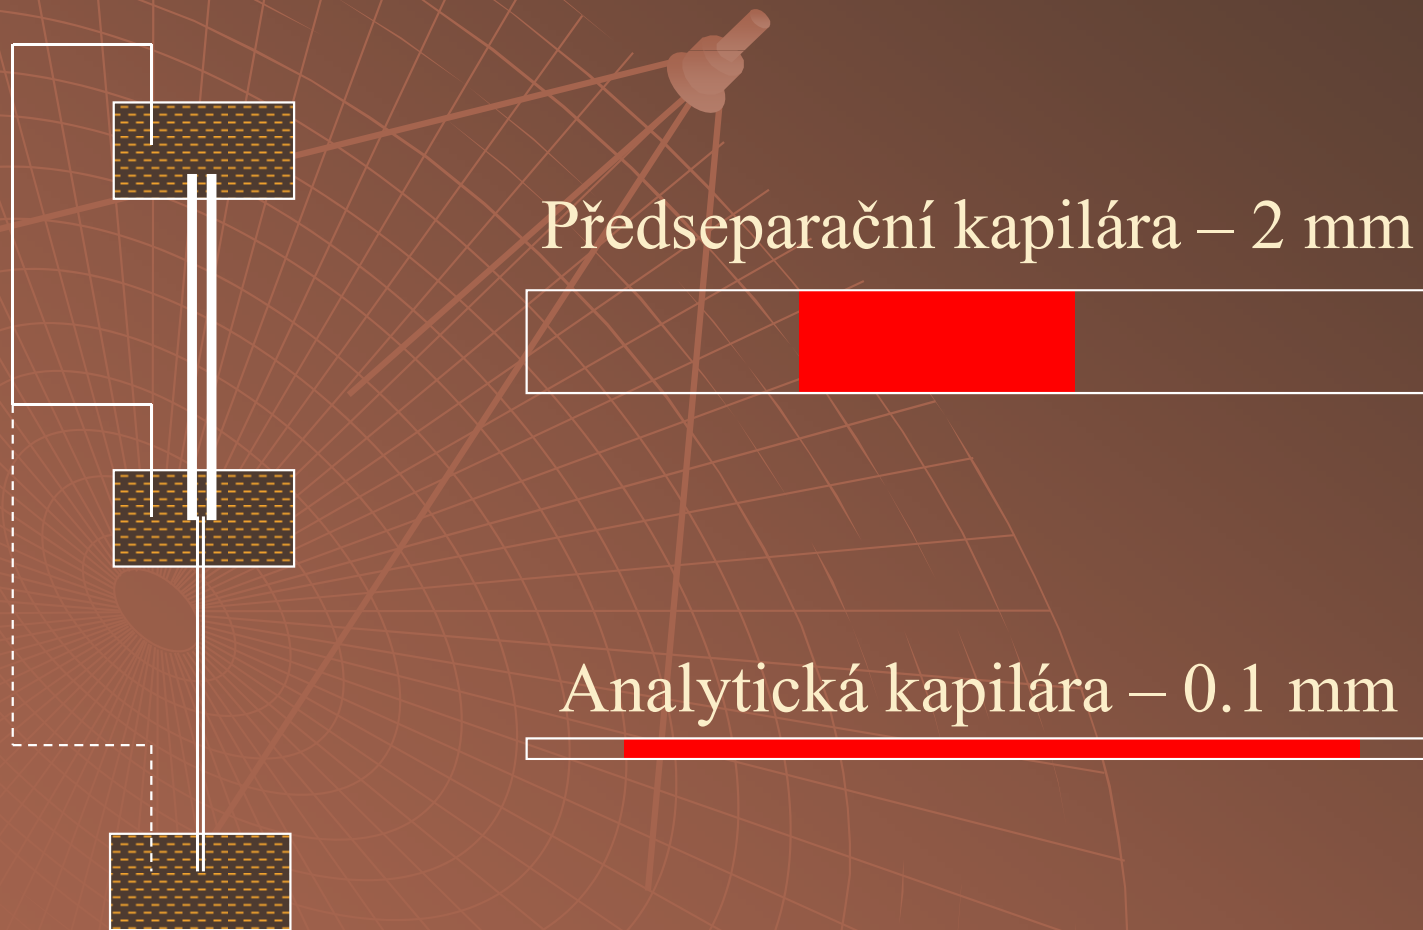 Předseparační kapilára – 2 mm
Analytická kapilára – 0.1 mm